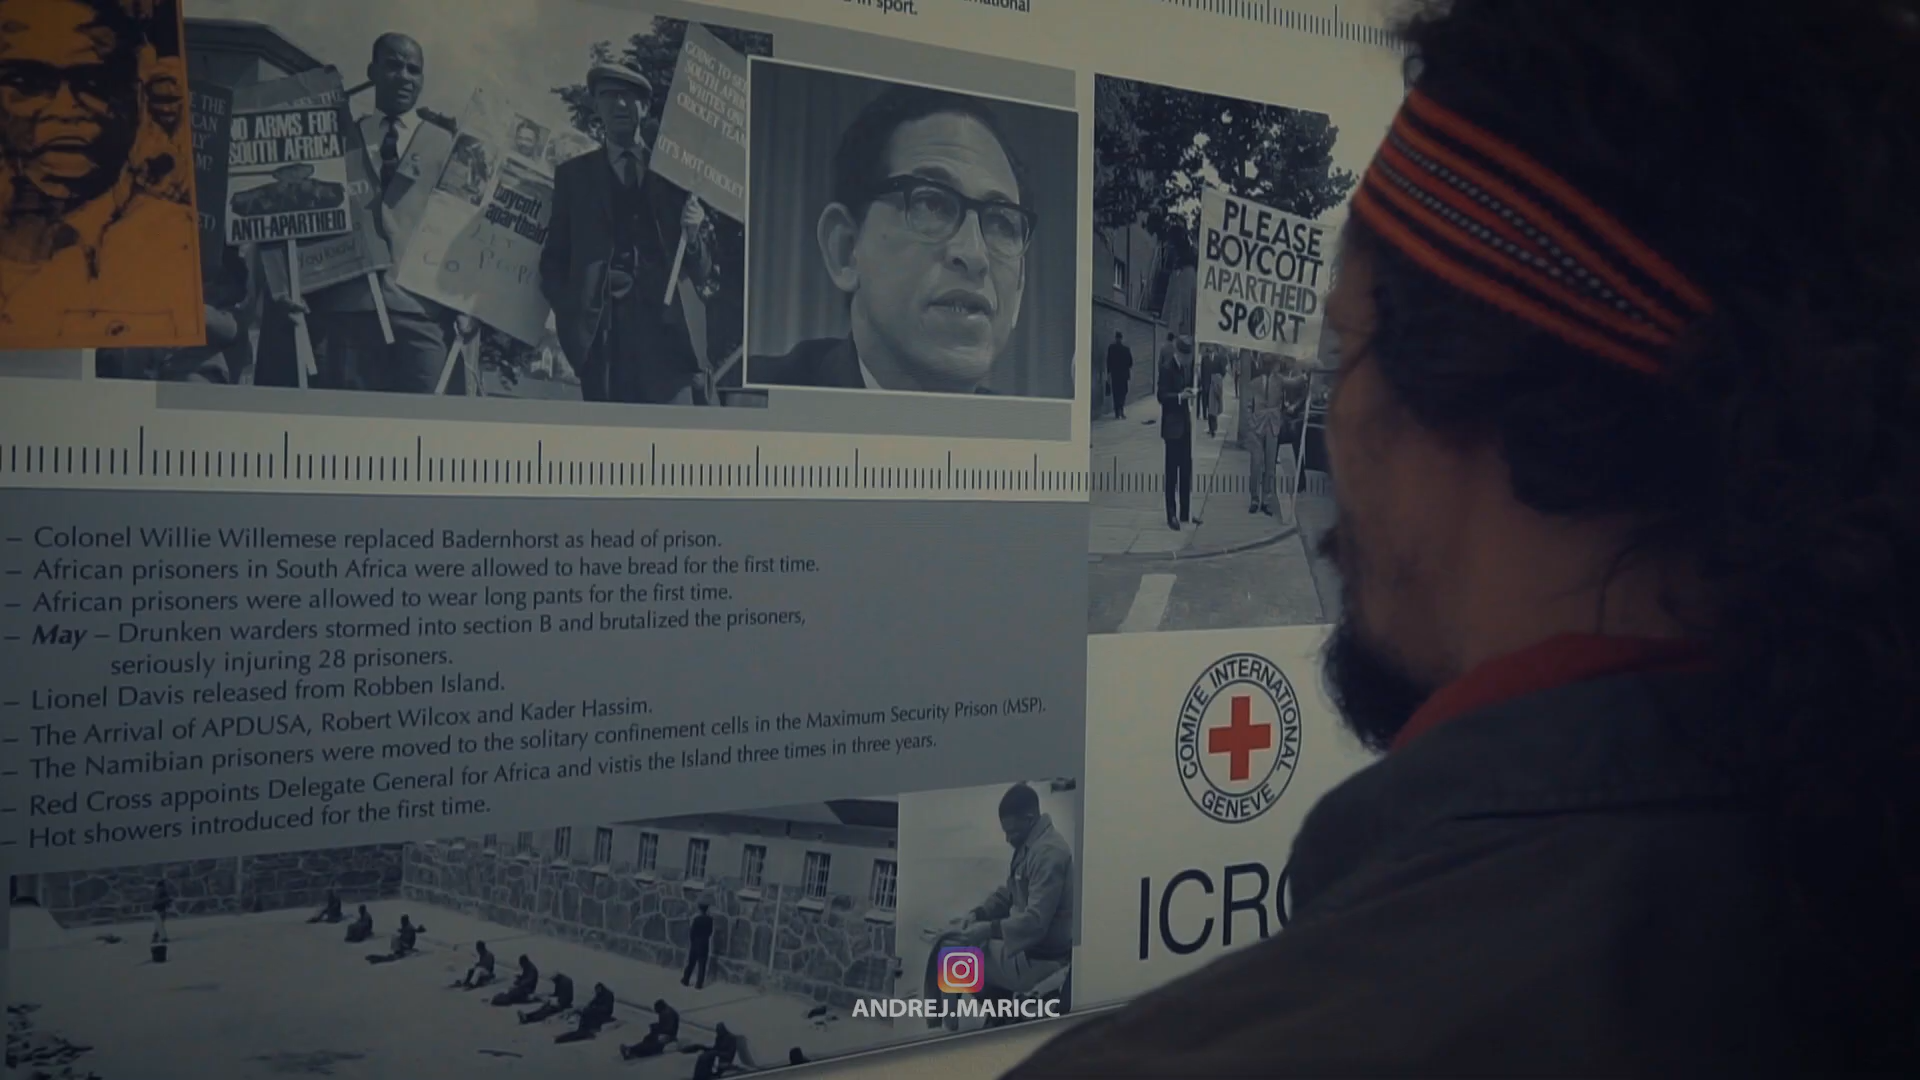 in sport.
NO ARMS FOR
SOUTH AFRICA
ANTI-APARTHEID
boycott
apartheid
GOING TO SEE
SOUTH AFRICA
WHITES ONLY
CRICKET TEAM
IT'S NOT CRICKET
PLEASE
BOYCOTT
APARTHEID
SPORT
– Colonel Willie Willemese replaced Badernhorst as head of prison.
– African prisoners in South Africa were allowed to have bread for the first time.
– African prisoners were allowed to wear long pants for the first time.
– May – Drunken warders stormed into section B and brutalized the prisoners,
seriously injuring 28 prisoners.
– Lionel Davis released from Robben Island.
– The Arrival of APDUSA, Robert Wilcox and Kader Hassim.
– The Namibian prisoners were moved to the solitary confinement cells in the Maximum Security Prison (MSP).
– Red Cross appoints Delegate General for Africa and vistis the Island three times in three years.
– Hot showers introduced for the first time.
COMITE INTERNATIONAL
GENEVE
ICRC
ANDREJ.MARICIC